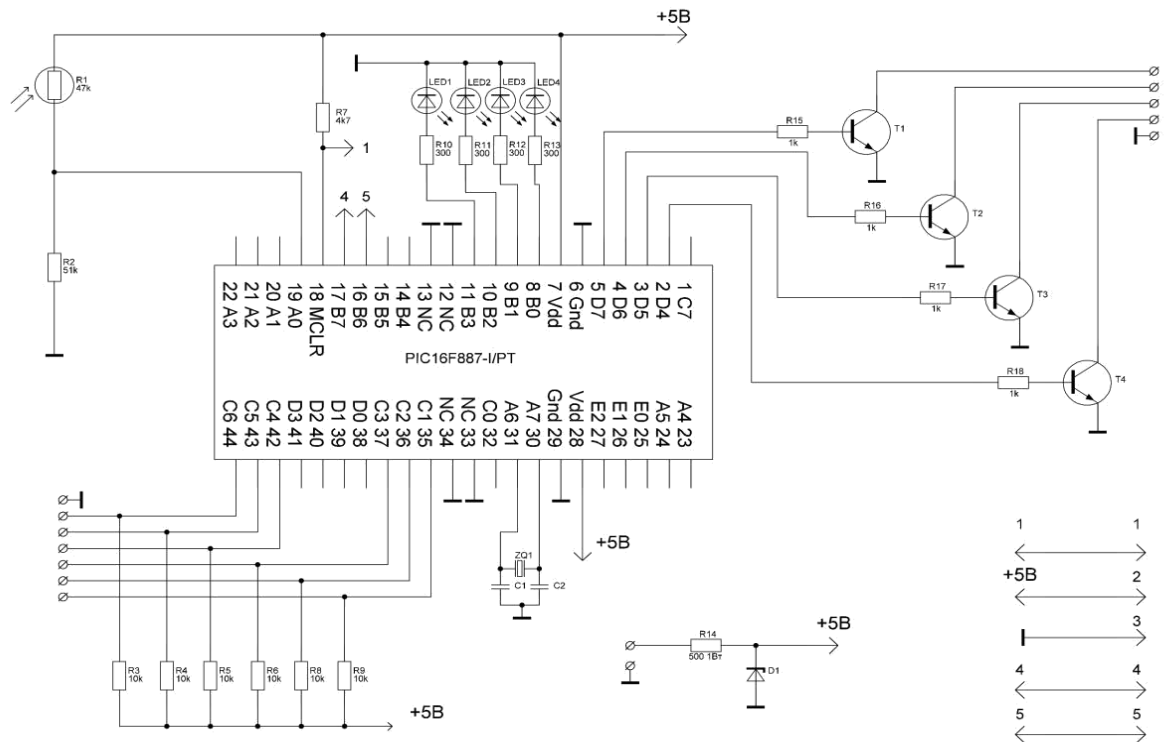 +5В
R1
47k
R7
4k7
LED1
LED2
LED3
LED4
R10
300
R11
300
R12
300
R13
300
1
4
5
R2
51k
R15
1k
T1
R16
1k
T2
R17
1k
T3
R18
1k
T4
22 A3
21 A2
20 A1
19 A0
18 MCLR
17 B7
16 B6
15 B5
14 B4
13 NC
12 NC
11 B3
10 B2
9 B1
8 B0
7 Vdd
6 Gnd
5 D7
4 D6
3 D5
2 D4
1 C7
PIC16F887-I/PT
C6 44
C5 43
C4 42
D3 41
D2 40
D1 39
D0 38
C3 37
C2 36
C1 35
NC 34
NC 33
C0 32
A6 31
A7 30
Gnd 29
Vdd 28
E2 27
E1 26
E0 25
A5 24
A4 23
ZQ1
C1
C2
+5В
R3
10k
R4
10k
R5
10k
R6
10k
R8
10k
R9
10k
+5В
R14
500 1Вт
+5В
D1
1 1
+5В 2
3
4 4
5 5